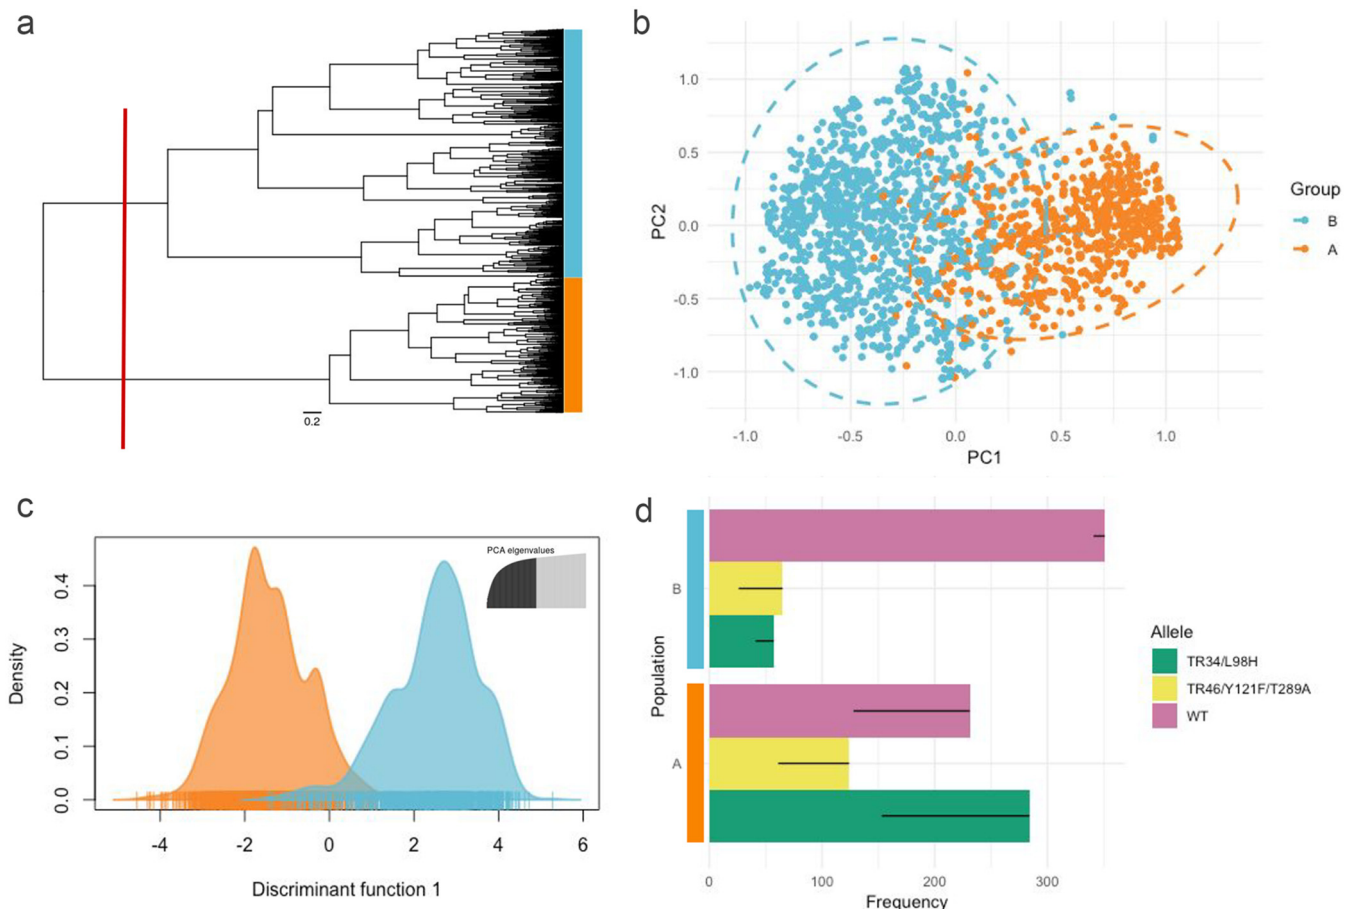 a
0.2
b
1.0
0.5
0.0
-0.5
-1.0
PC2
-1.0
-0.5
0.0
0.5
1.0
PC1
Group
B
A
c
PCA eigenvalues
0.4
0.3
0.2
0.1
0.0
Density
-4
-2
0
2
4
6
Discriminant function 1
d
B
A
Population
0
100
200
300
Frequency
Allele
TR34/L98H
TR46/Y121F/T289A
WT